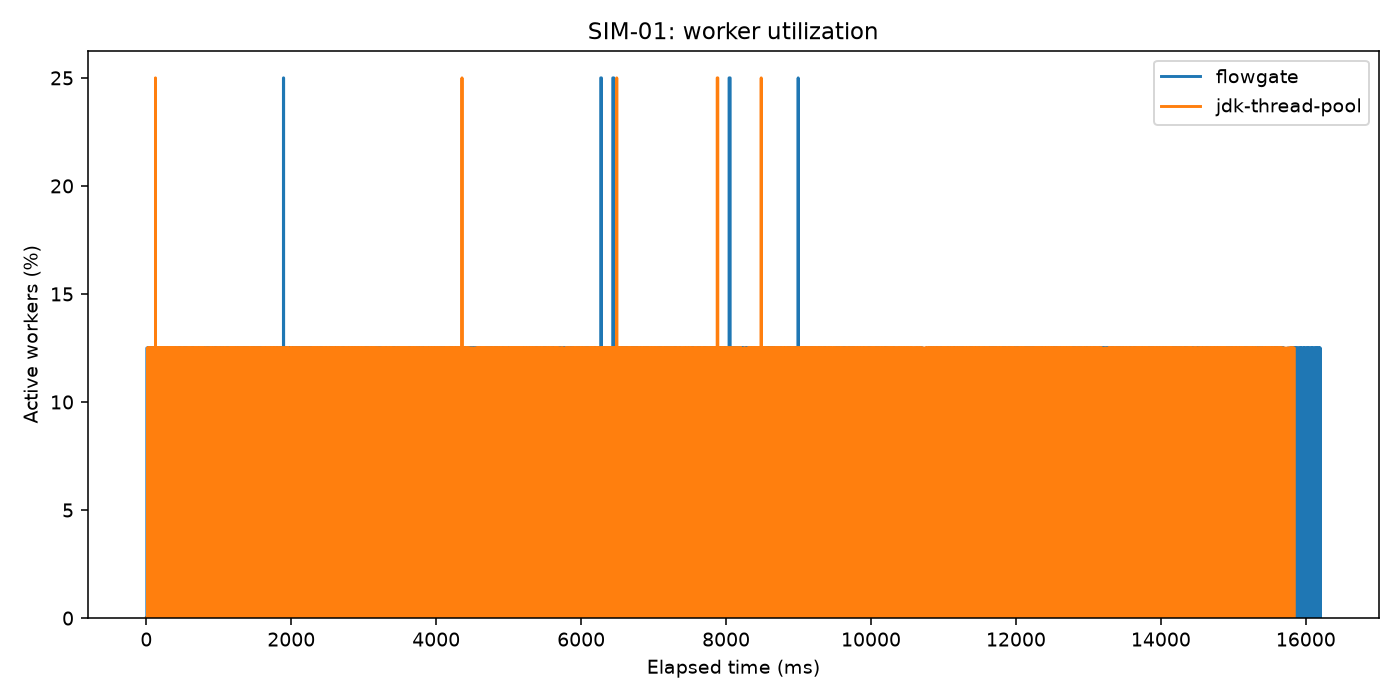 SIM-01: worker utilization
flowgate
jdk-thread-pool
Active workers (%)
25
20
15
10
5
0
0 2000 4000 6000 8000 10000 12000 14000 16000
Elapsed time (ms)